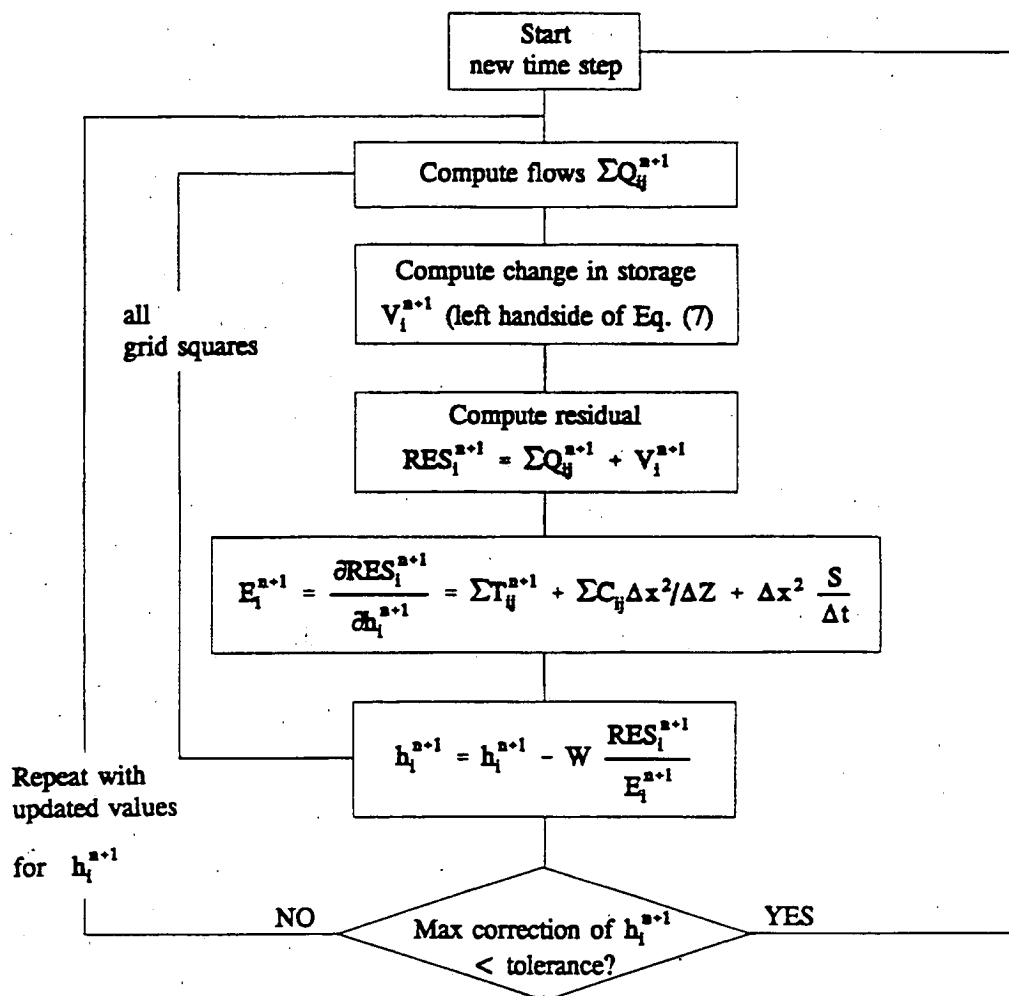 Start
new time step
Compute flows ΣQ_ij^{n+1}
Compute change in storage
V_i^{n+1} (left handside of Eq. (7)
all
grid squares
Compute residual
RES_i^{n+1} = ΣQ_ij^{n+1} + V_i^{n+1}
E_i^{n+1} = ∂RES_i^{n+1} / ∂h_i^{n+1} = ΣT_ij^{n+1} + ΣC_ij Δx²/ΔZ + Δx² S/Δt
h_i^{n+1} = h_i^{n+1} - W RES_i^{n+1} / E_i^{n+1}
Repeat with
updated values
for h_i^{n+1}
NO
YES
Max correction of h_i^{n+1}
< tolerance?